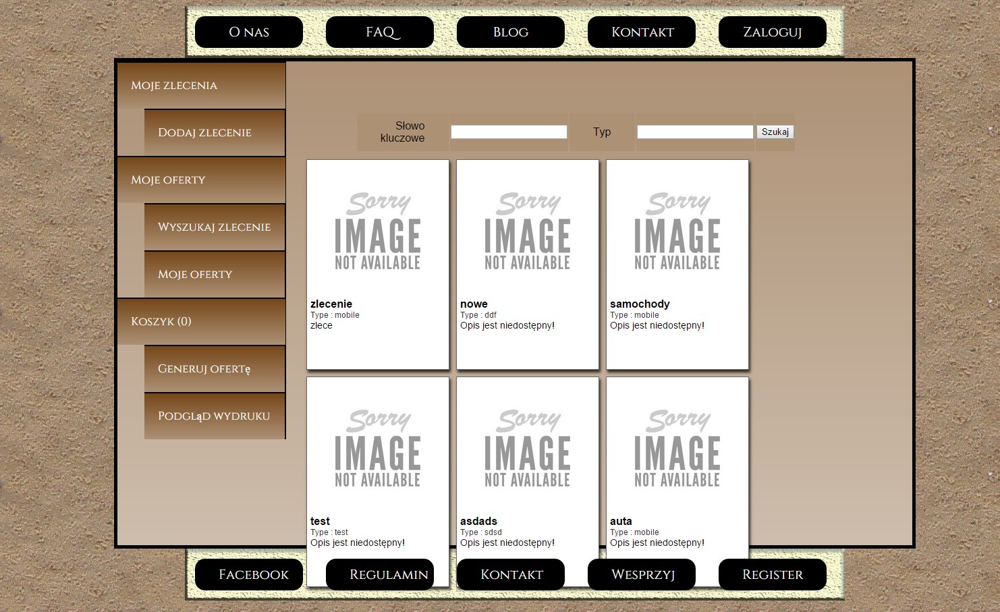 O nas
FAQ
Blog
Kontakt
Zaloguj
Moje zlecenia
Dodaj zlecenie
Moje oferty
Wyszukaj zlecenie
Moje oferty
Koszyk (0)
Generuj ofertę
Podgląd wydruku
Słowo
kluczowe
Typ
Szukaj
Sorry
IMAGE
NOT AVAILABLE
zlecenie
Type : mobile
zlece
Sorry
IMAGE
NOT AVAILABLE
nowe
Type : ddf
Opis jest niedostępny!
Sorry
IMAGE
NOT AVAILABLE
samochody
Type : mobile
Opis jest niedostępny!
Sorry
IMAGE
NOT AVAILABLE
test
Type : test
Opis jest niedostępny!
Sorry
IMAGE
NOT AVAILABLE
asdads
Type : sdsd
Opis jest niedostępny!
Sorry
IMAGE
NOT AVAILABLE
auta
Type : mobile
Opis jest niedostępny!
Facebook
Regulamin
Kontakt
Wesprzyj
Register